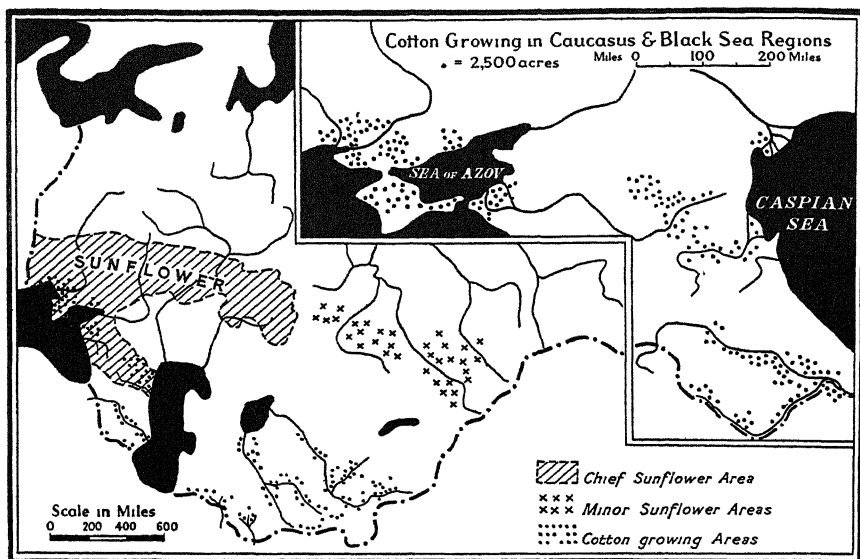 Cotton Growing in Caucasus & Black Sea Regions
• = 2,500 acres
Miles 0 100 200 Miles
SEA OF AZOV
CASPIAN
SEA
SUNFLOWER
Chief Sunflower Area
Minor Sunflower Areas
Cotton growing Areas
Scale in Miles
0 200 400 600